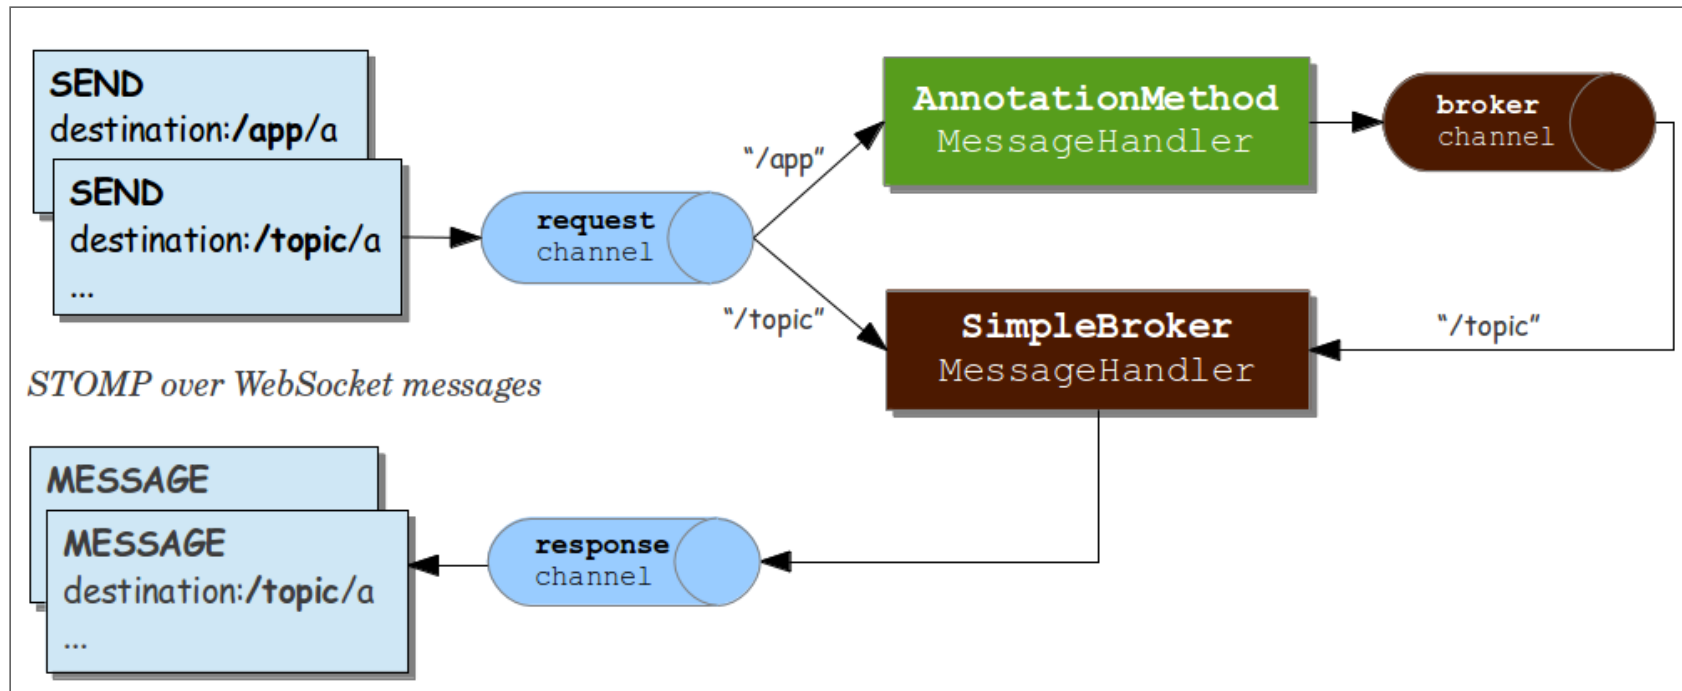 SEND
destination:/app/a
SEND
destination:/topic/a
...
request
channel
“/app”
“/topic”
AnnotationMethod
MessageHandler
broker
channel
SimpleBroker
MessageHandler
“/topic”
STOMP over WebSocket messages
MESSAGE
MESSAGE
destination:/topic/a
...
response
channel